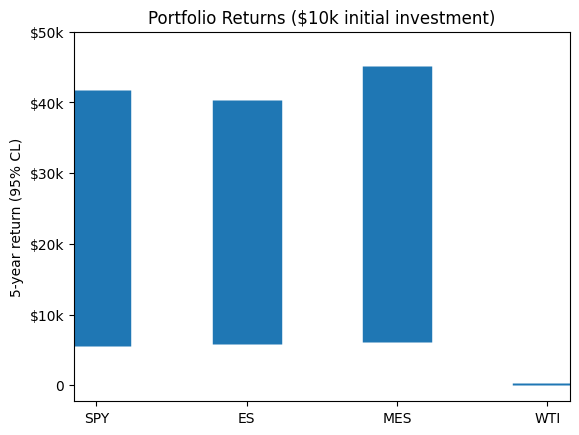 Portfolio Returns ($10k initial investment)
5-year return (95% CL)
$50k
$40k
$30k
$20k
$10k
0
SPY ES MES WTI